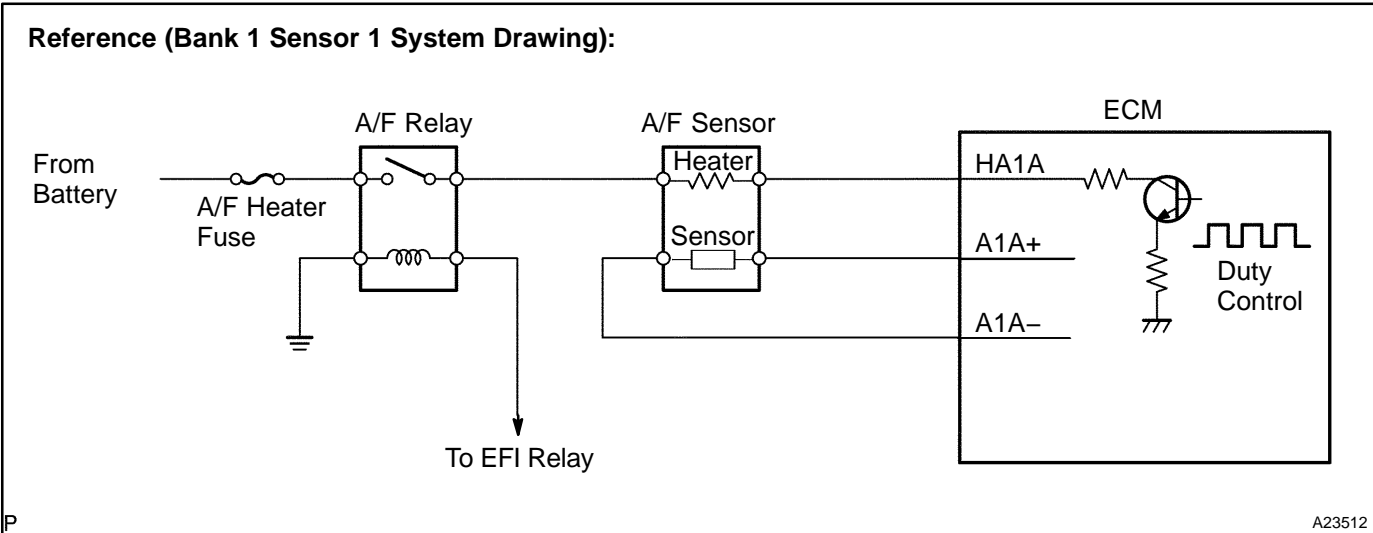 Reference (Bank 1 Sensor 1 System Drawing):
ECM
A/F Relay
A/F Sensor
From
Battery
Heater
HA1A
A/F Heater
Fuse
Sensor
A1A+
Duty
Control
A1A−
To EFI Relay
P
A23512